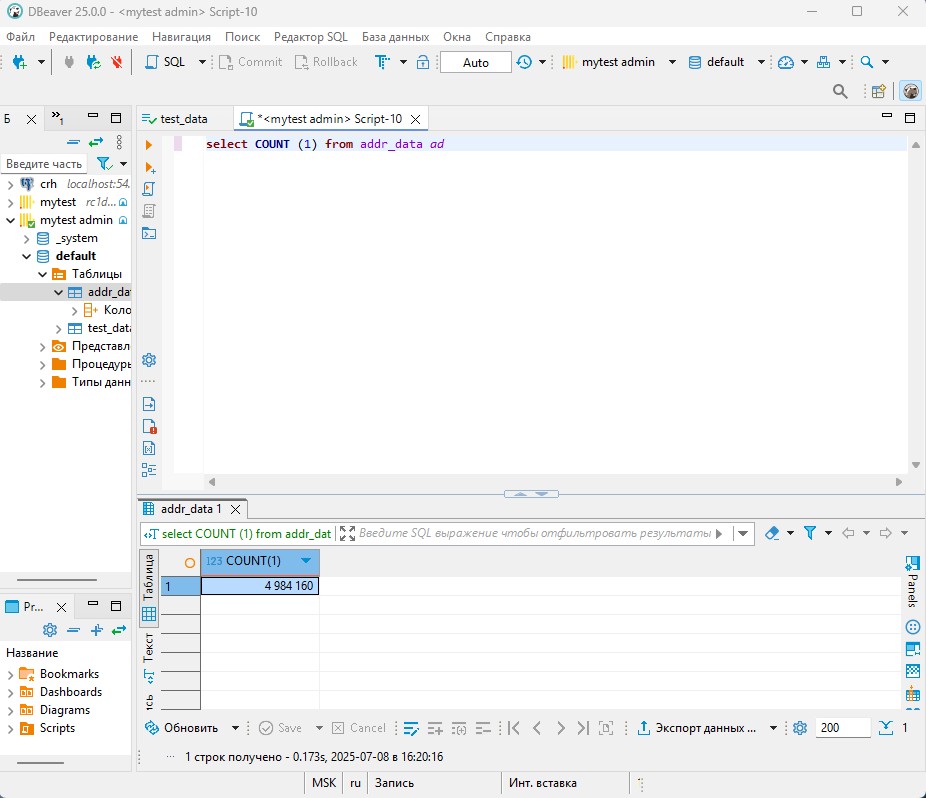 DBeaver 25.0.0 - <mytest admin> Script-10
Файл Редактирование Навигация Поиск Редактор SQL База данных Окна Справка
SQL Commit Rollback Auto mytest admin default
Б »1 test_data *<mytest admin> Script-10
Введите часть
select COUNT (1) from addr_data ad
crh localhost:54.
mytest rc1d...
mytest admin
_system
default
Таблицы
addr_dat
Коло
test_data
Представл
Процедуры
Типы данн
addr_data 1
select COUNT (1) from addr_dat Введите SQL выражение чтобы отфильтровать результаты
Таблица
Текст
ись
123 COUNT(1)
1 4 984 160
Panels
Pr...
Название
Bookmarks
Dashboards
Diagrams
Scripts
Обновить Save Cancel Экспорт данных ... 200 1
1 строк получено - 0.173s, 2025-07-08 в 16:20:16
MSK ru Запись Инт. вставка